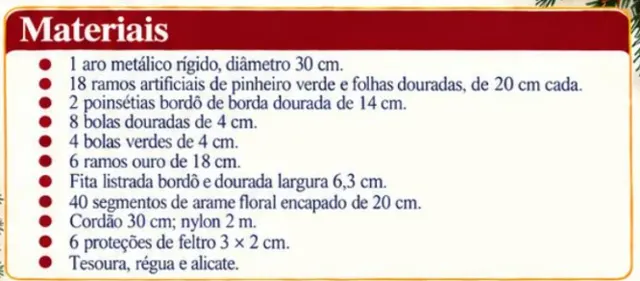 Materiais
1 aro metálico rígido, diâmetro 30 cm.
18 ramos artificiais de pinheiro verde e folhas douradas, de 20 cm cada.
2 poinsétias bordô de borda dourada de 14 cm.
8 bolas douradas de 4 cm.
4 bolas verdes de 4 cm.
6 ramos ouro de 18 cm.
Fita listrada bordô e dourada largura 6,3 cm.
40 segmentos de arame floral encapado de 20 cm.
Cordão 30 cm; nylon 2 m.
6 proteções de feltro 3 × 2 cm.
Tesoura, régua e alicate.